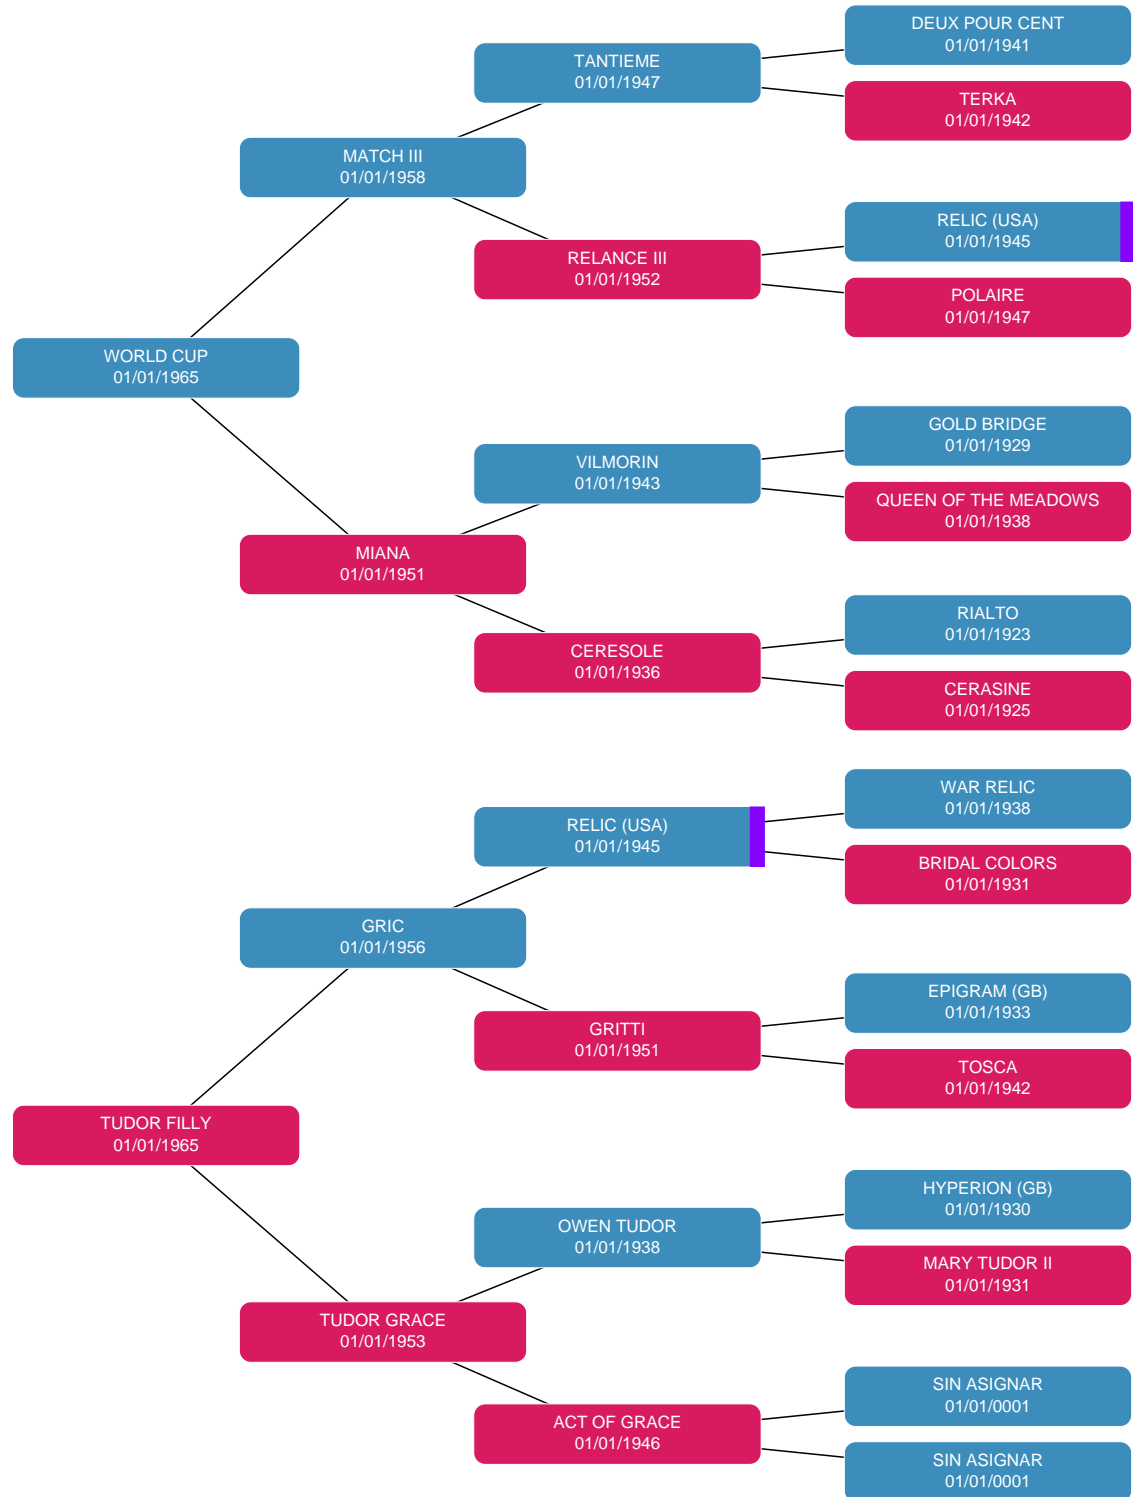 DEUX POUR CENT
01/01/1941
TANTIEME
01/01/1947
TERKA
01/01/1942
MATCH III
01/01/1958
RELIC (USA)
01/01/1945
RELANCE III
01/01/1952
POLAIRE
01/01/1947
WORLD CUP
01/01/1965
GOLD BRIDGE
01/01/1929
VILMORIN
01/01/1943
QUEEN OF THE MEADOWS
01/01/1938
MIANA
01/01/1951
RIALTO
01/01/1923
CERESOLE
01/01/1936
CERASINE
01/01/1925
WAR RELIC
01/01/1938
RELIC (USA)
01/01/1945
BRIDAL COLORS
01/01/1931
GRIC
01/01/1956
EPIGRAM (GB)
01/01/1933
GRITTI
01/01/1951
TOSCA
01/01/1942
TUDOR FILLY
01/01/1965
HYPERION (GB)
01/01/1930
OWEN TUDOR
01/01/1938
MARY TUDOR II
01/01/1931
TUDOR GRACE
01/01/1953
SIN ASIGNAR
01/01/0001
ACT OF GRACE
01/01/1946
SIN ASIGNAR
01/01/0001